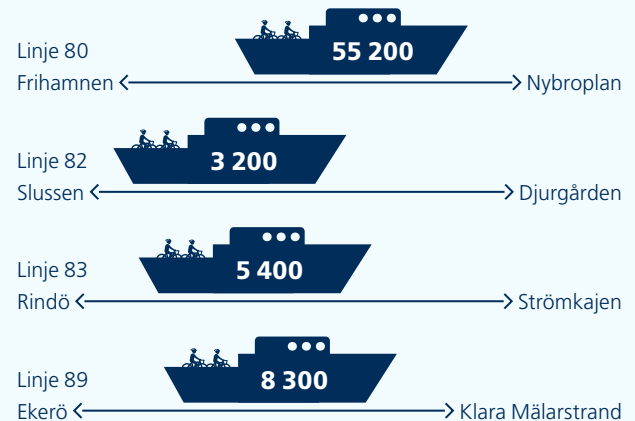 Linje 80
55 200
Frihamnen
Nybroplan
Linje 82
3 200
Slussen
Djurgården
Linje 83
5 400
Rindö
Strömkajen
Linje 89
8 300
Ekerö
Klara Mälarstrand